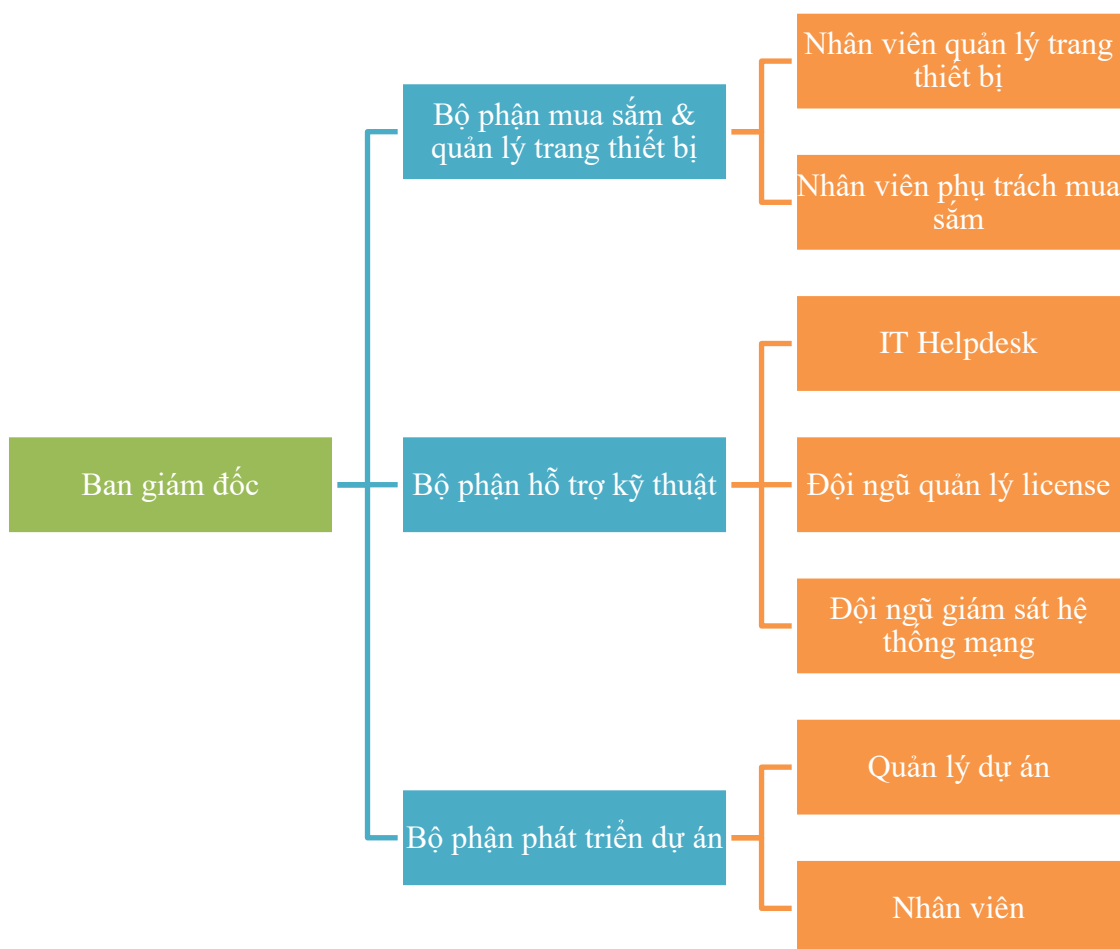 Nhân viên quản lý trang
thiết bị
Bộ phận mua sắm &
quản lý trang thiết bị
Nhân viên phụ trách mua
sắm
IT Helpdesk
Ban giám đốc
Bộ phận hỗ trợ kỹ thuật
Đội ngũ quản lý license
Đội ngũ giám sát hệ
thống mạng
Quản lý dự án
Bộ phận phát triển dự án
Nhân viên